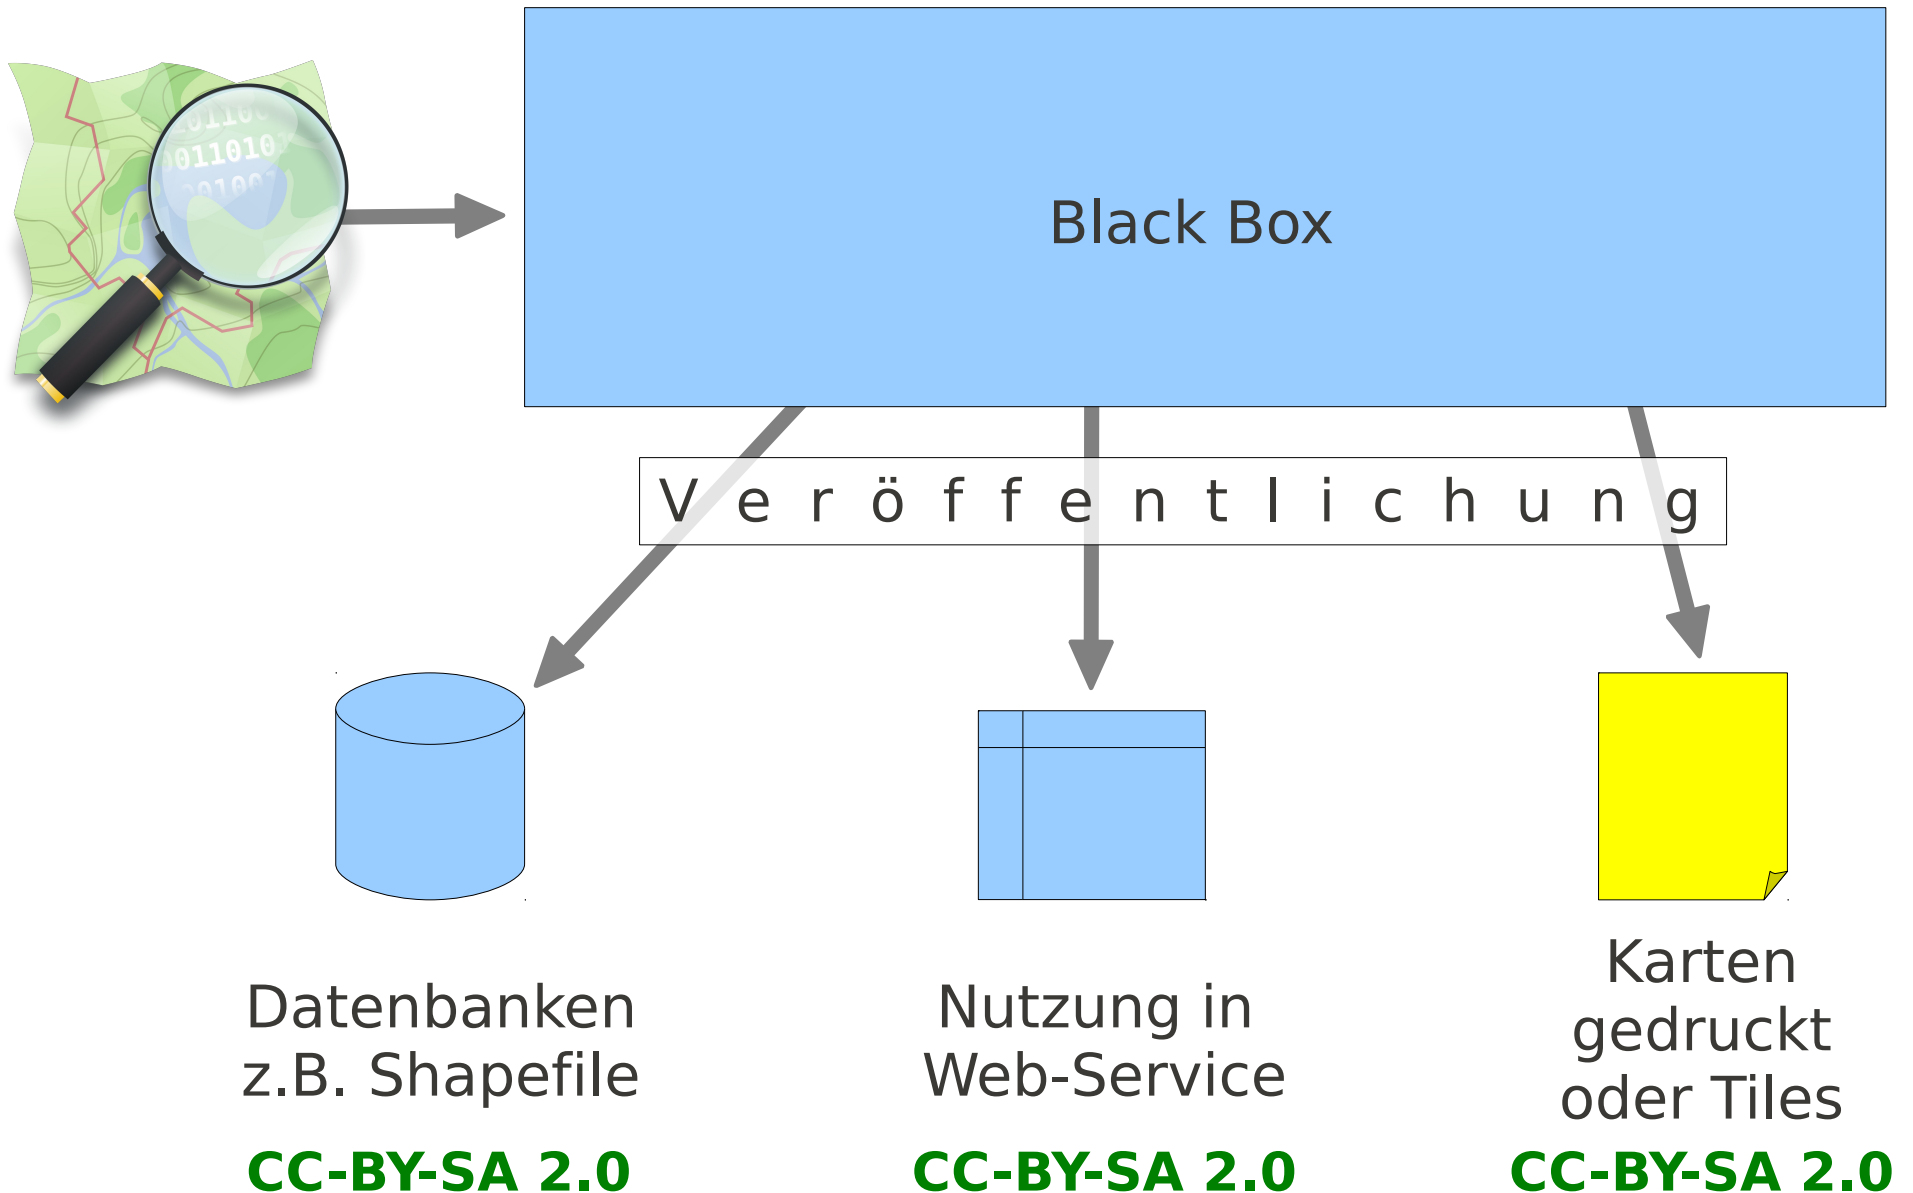 Black Box
V e r ö f f e n t l i c h u n g
Datenbanken
z.B. Shapefile
CC-BY-SA 2.0
Nutzung in
Web-Service
CC-BY-SA 2.0
Karten
gedruckt
oder Tiles
CC-BY-SA 2.0